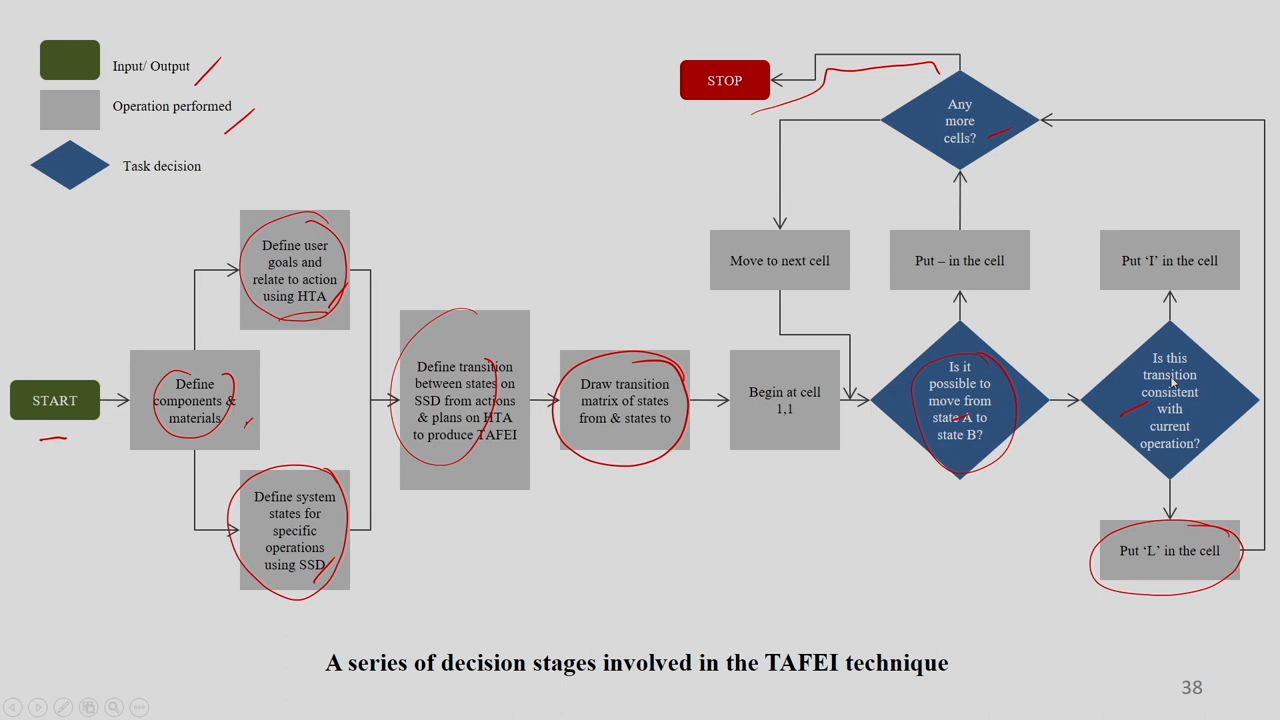 Input/ Output
Operation performed
Task decision
START
Define
components &
materials
Define user
goals and
relate to action
using HTA
Define system
states for
specific
operations
using SSD
Define transition
between states on
SSD from actions
& plans on HTA
to produce TAFEI
Draw transition
matrix of states
from & states to
Begin at cell
1,1
Is it
possible to
move from
state A to
state B?
Put – in the cell
Any
more
cells?
STOP
Move to next cell
Is this
transition
consistent
with
current
operation?
Put ‘I’ in the cell
Put ‘L’ in the cell
A series of decision stages involved in the TAFEI technique
38